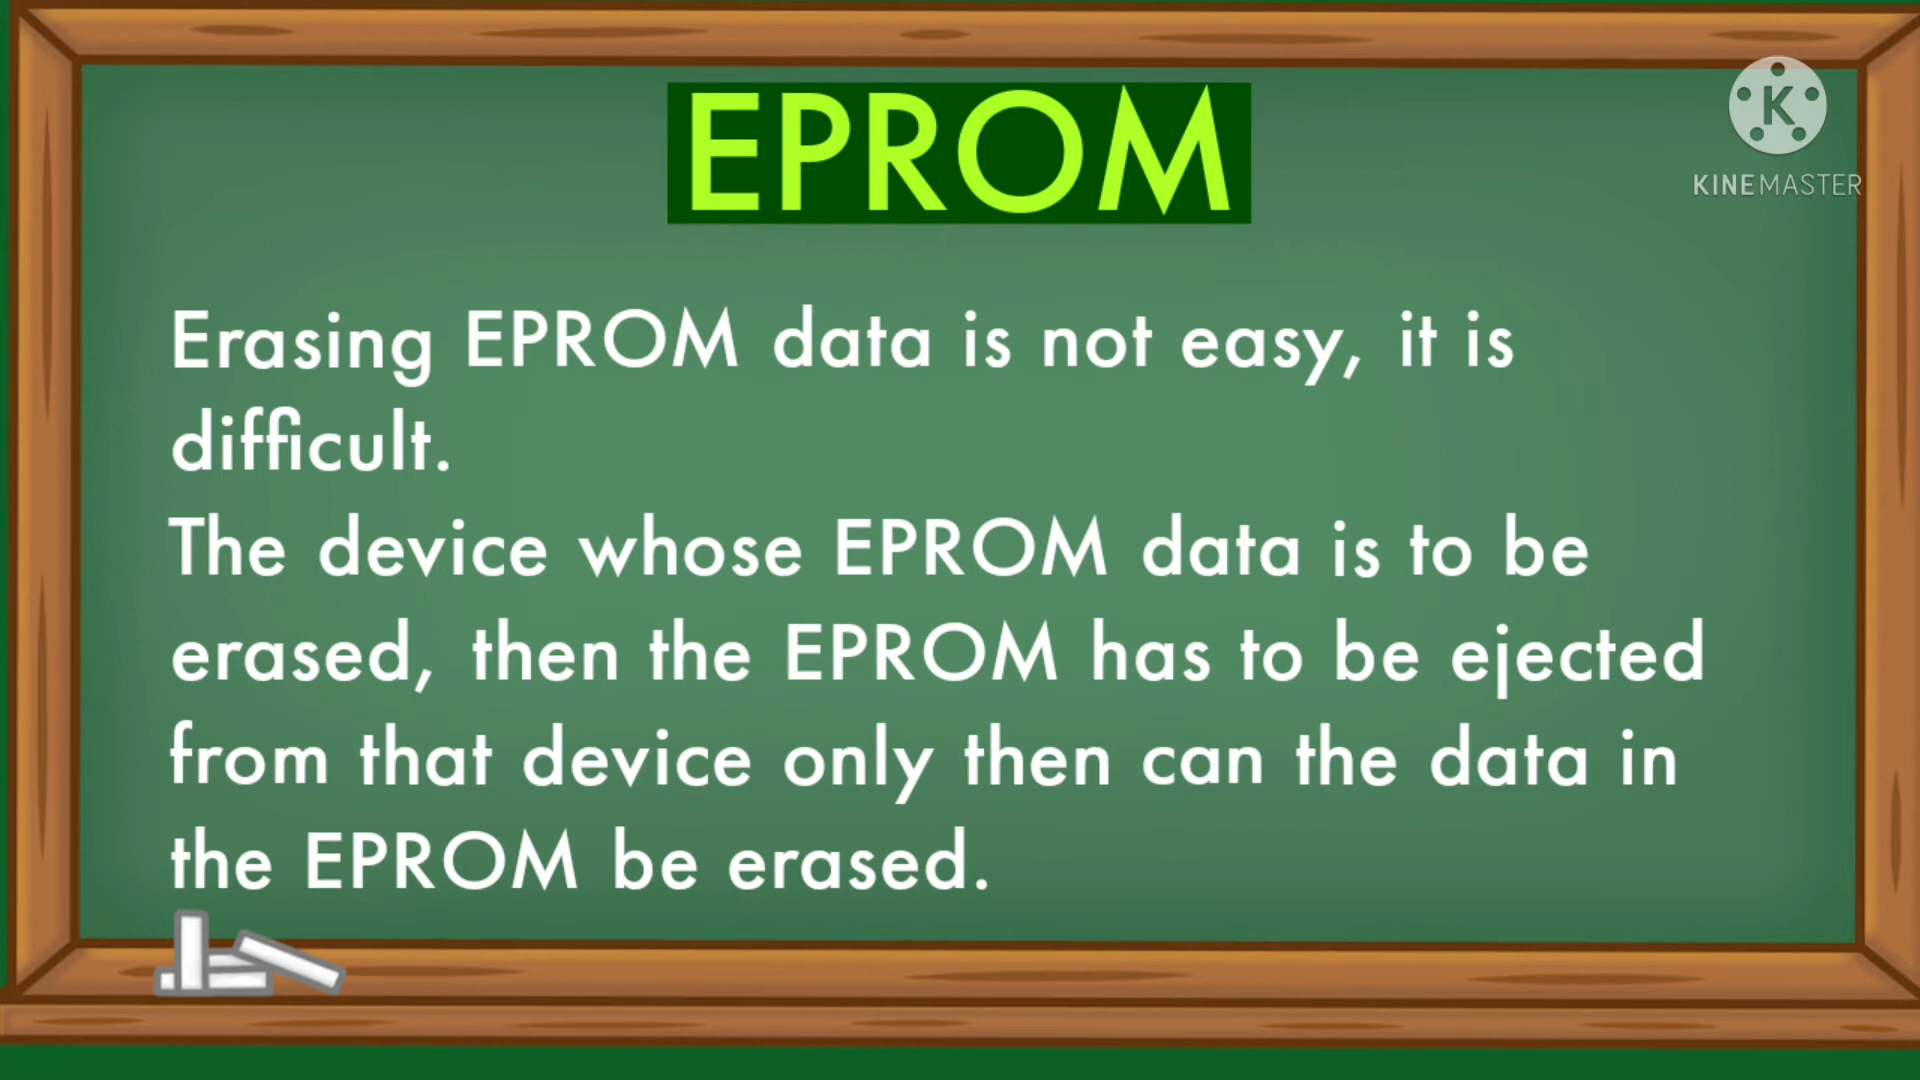 EPROM
K
KINEMASTER
Erasing EPROM data is not easy, it is
difficult.
The device whose EPROM data is to be
erased, then the EPROM has to be ejected
from that device only then can the data in
the EPROM be erased.